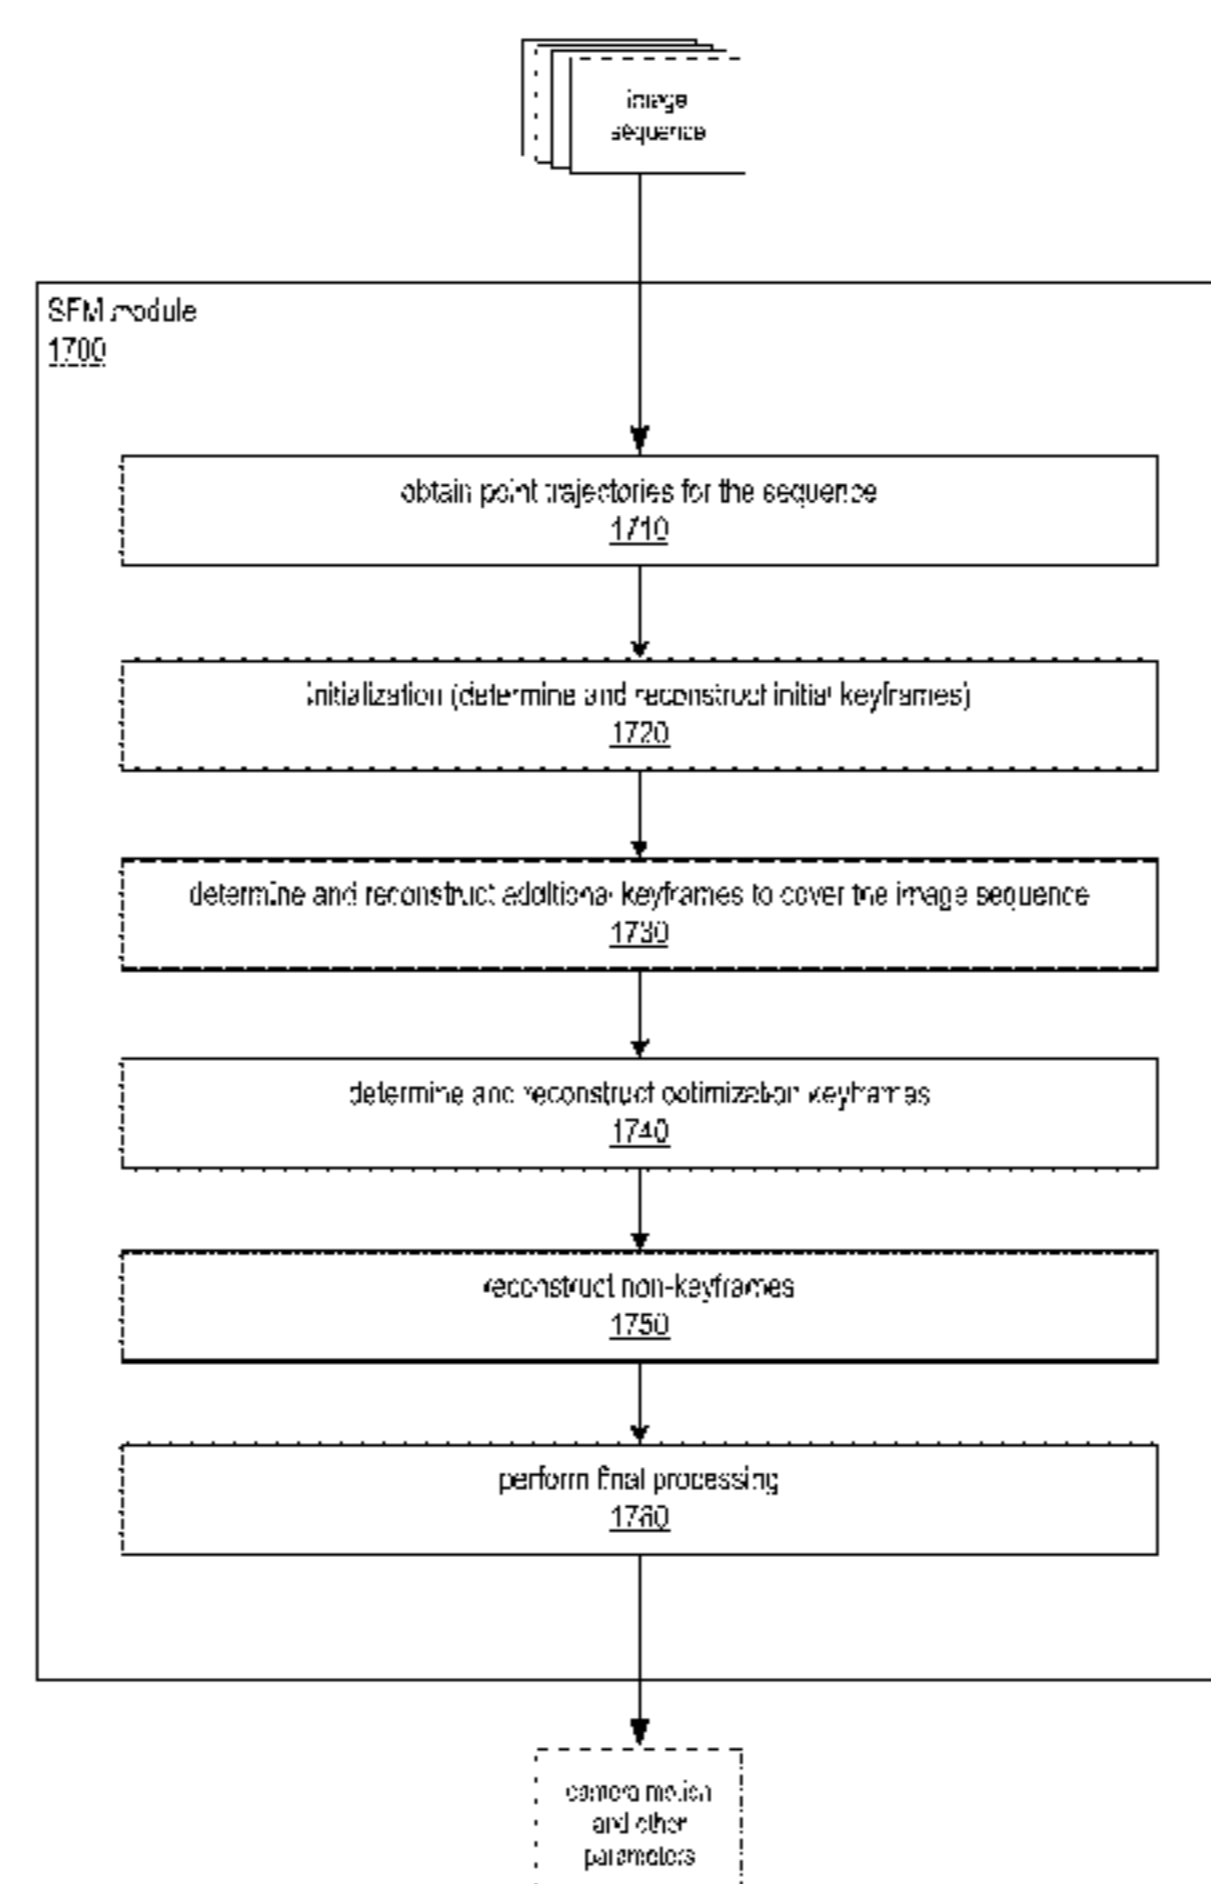 image
sequence
SFM module
1700
obtain point trajectories for the sequence
1710
initialization (determine and reconstruct initial keyframes)
1720
determine and reconstruct additional keyframes to cover the image sequence
1730
determine and reconstruct optimization keyframes
1740
reconstruct non-keyframes
1750
perform final processing
1760
camera motion
and other
parameters